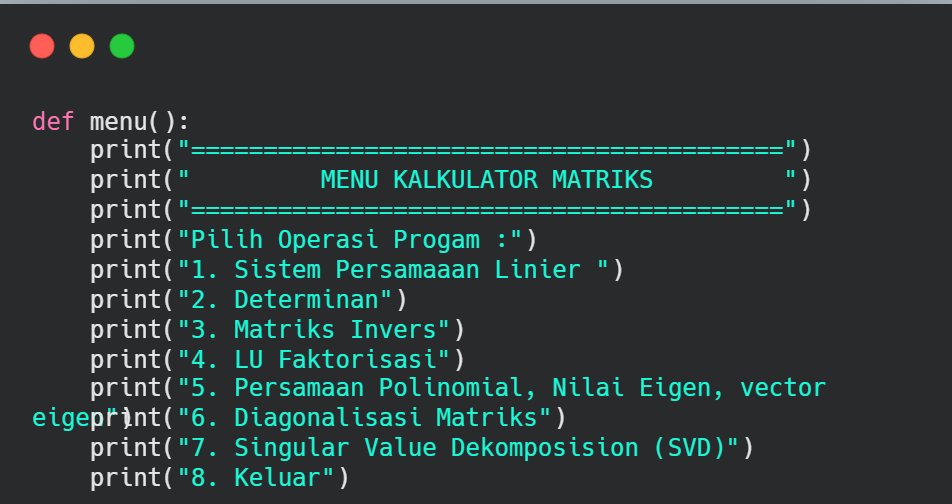 def menu():
    print("=========================================")
    print("         MENU KALKULATOR MATRIKS         ")
    print("=========================================")
    print("Pilih Operasi Progam :")
    print("1. Sistem Persamaaan Linier ")
    print("2. Determinan")
    print("3. Matriks Invers")
    print("4. LU Faktorisasi")
    print("5. Persamaan Polinomial, Nilai Eigen, vector
eigen")
    print("6. Diagonalisasi Matriks")
    print("7. Singular Value Dekomposision (SVD)")
    print("8. Keluar")